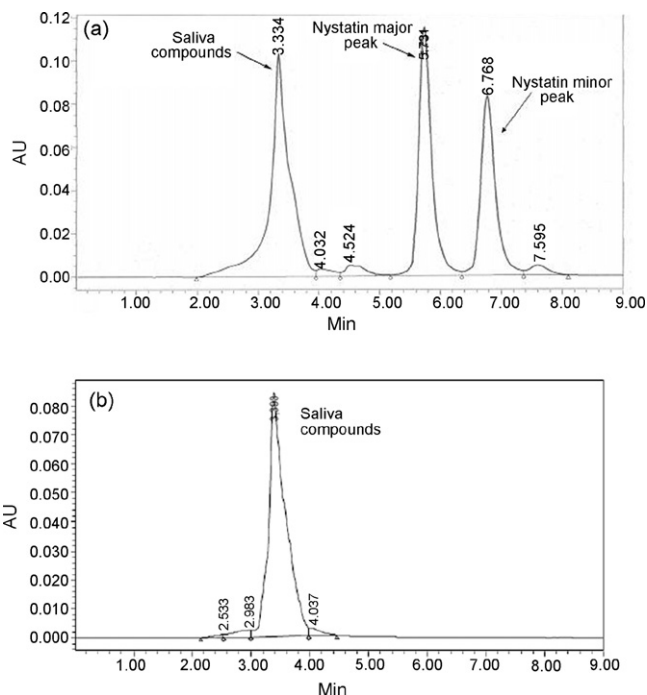 (a)
0.12
0.10
0.08
0.06
0.04
0.02
0.00
AU
Saliva
compounds
3.334
4.032
4.524
Nystatin major
peak
5.731
6.768
Nystatin minor
peak
7.595
1.00 2.00 3.00 4.00 5.00 6.00 7.00 8.00 9.00
Min
(b)
0.080
0.070
0.060
0.050
0.040
0.030
0.020
0.010
0.000
AU
2.533
2.983
Saliva
compounds
4.037
1.00 2.00 3.00 4.00 5.00 6.00 7.00 8.00 9.00
Min